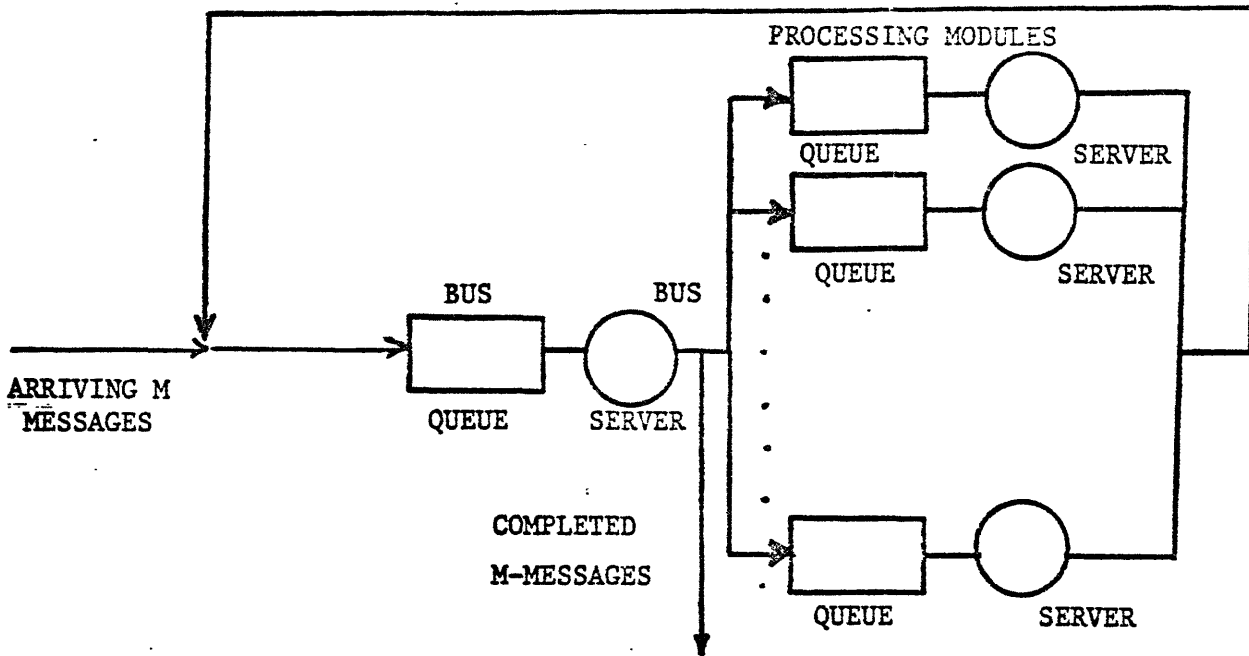 PROCESSING MODULES
QUEUE
SERVER
QUEUE
SERVER
BUS
BUS
ARRIVING M
MESSAGES
QUEUE
SERVER
COMPLETED
M-MESSAGES
QUEUE
SERVER